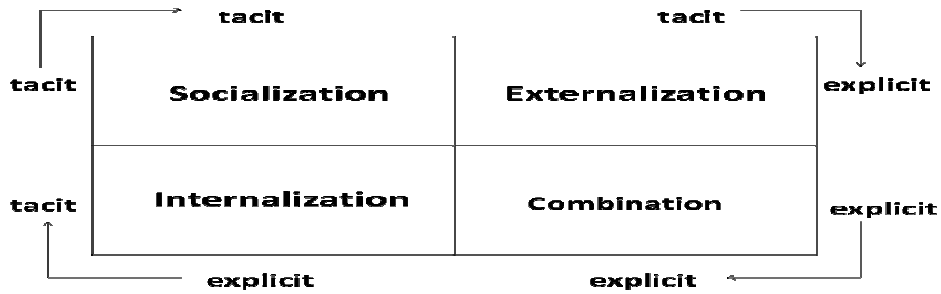 tacit tacit
tacit Socialization Externalization explicit
tacit Internalization Combination explicit
explicit explicit